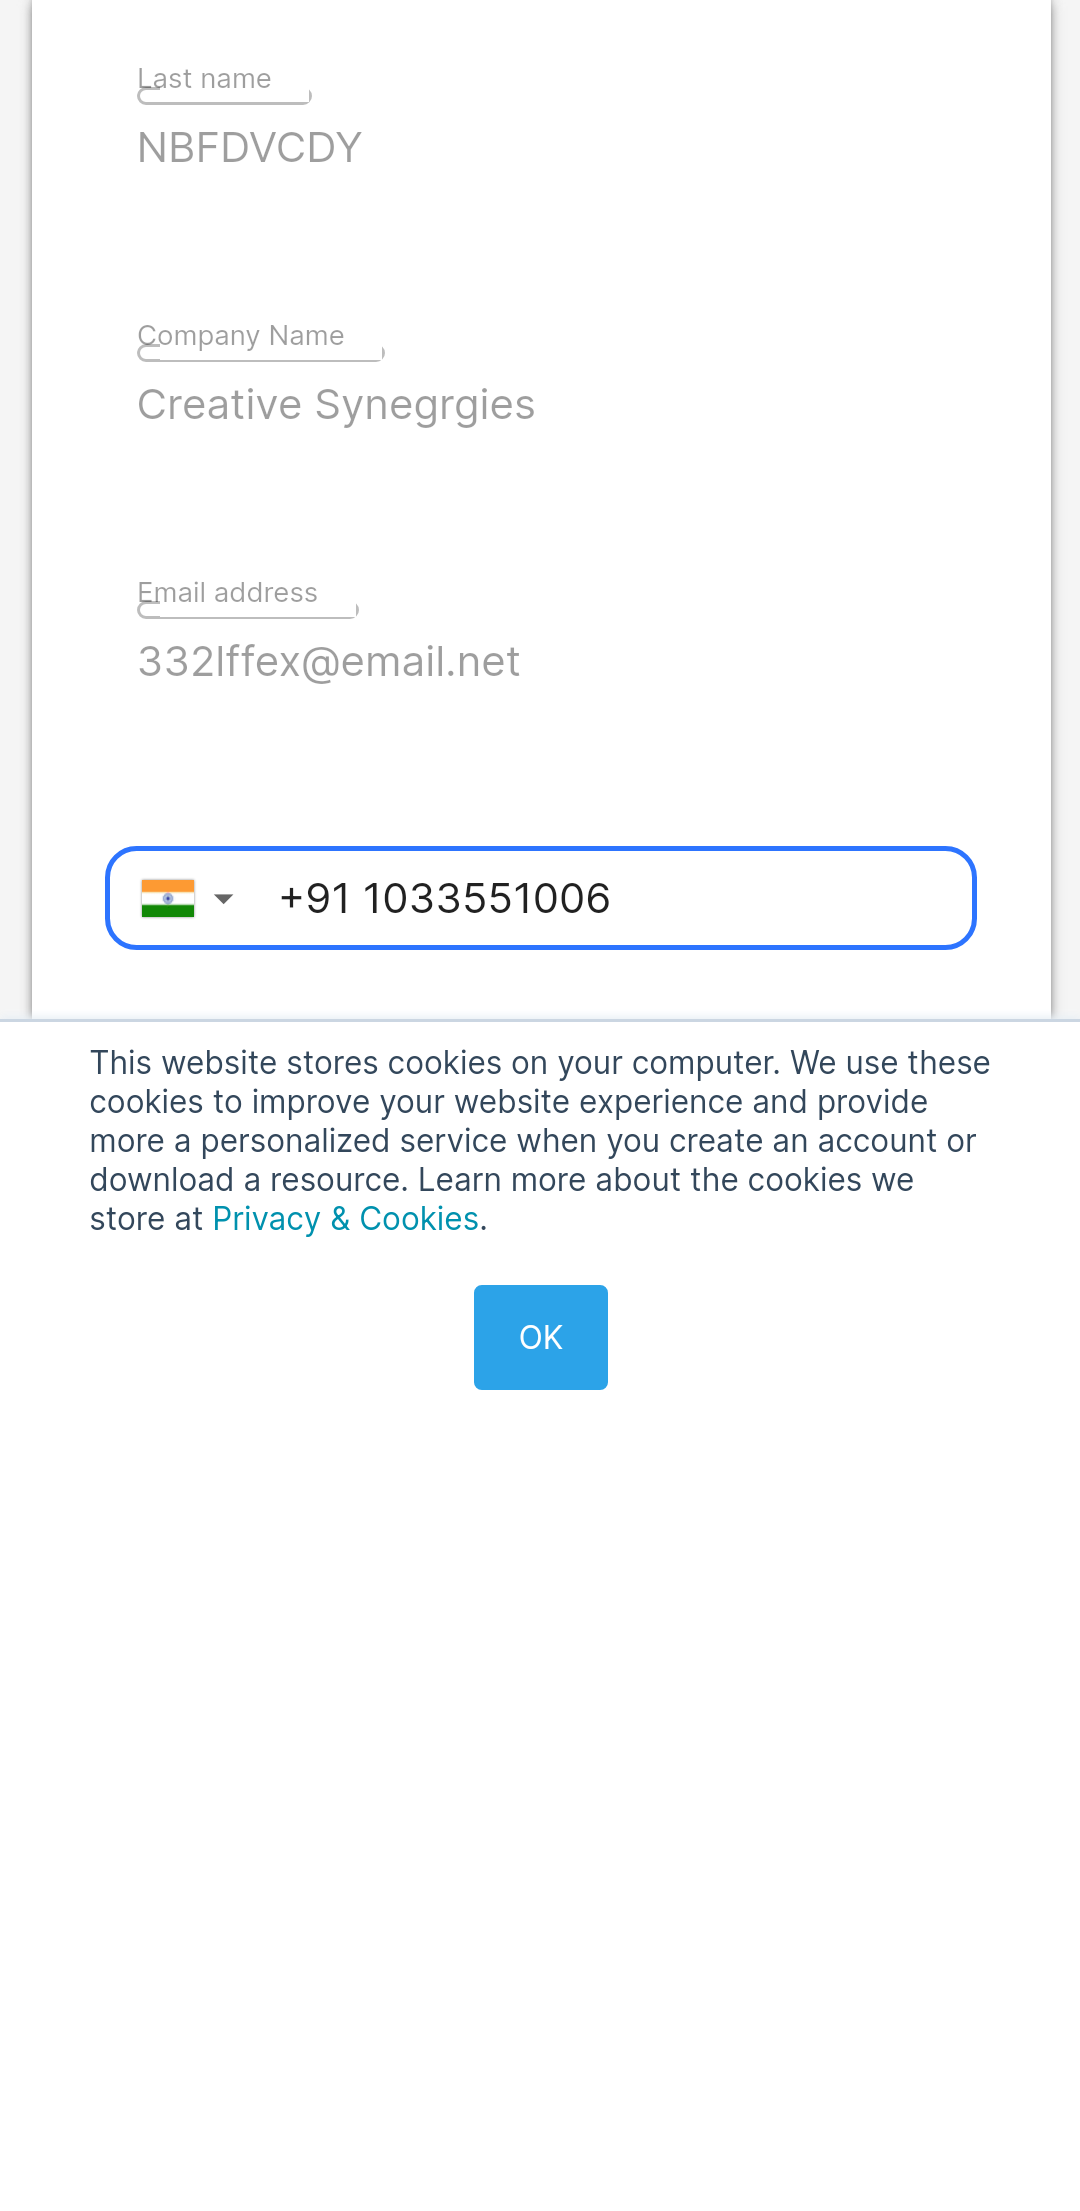 Last name
NBFDVCDY
Company Name
Creative Synegrgies
Email address
332lffex@email.net
+91 1033551006
This website stores cookies on your computer. We use these
cookies to improve your website experience and provide
more a personalized service when you create an account or
download a resource. Learn more about the cookies we
store at Privacy & Cookies.
OK